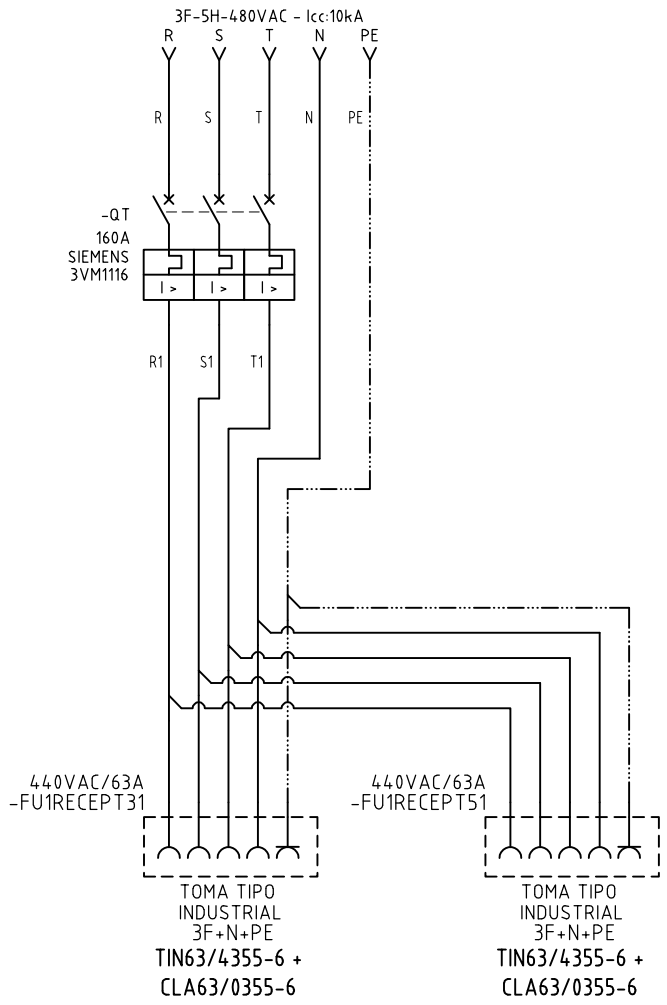 3F-5H-480VAC - Icc:10kA
R S T N PE
R S T N PE
-QT
160A
SIEMENS
3VM1116
I > I > I >
R1 S1 T1
440VAC/63A
-FU1RECEPT31
440VAC/63A
-FU1RECEPT51
TOMA TIPO
INDUSTRIAL
3F+N+PE
TIN63/4355-6 +
CLA63/0355-6
TOMA TIPO
INDUSTRIAL
3F+N+PE
TIN63/4355-6 +
CLA63/0355-6